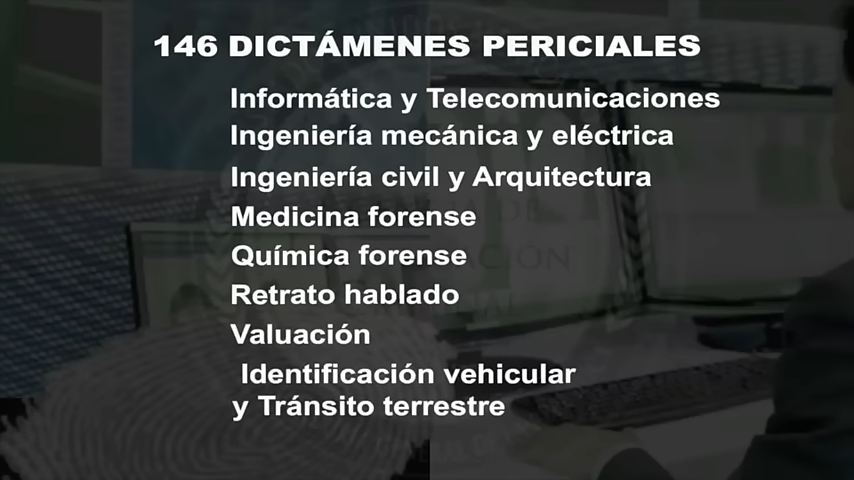 146 DICTÁMENES PERICIALES
Informática y Telecomunicaciones
Ingeniería mecánica y eléctrica
Ingeniería civil y Arquitectura
Medicina forense
Química forense
Retrato hablado
Valuación
Identificación vehicular
y Tránsito terrestre